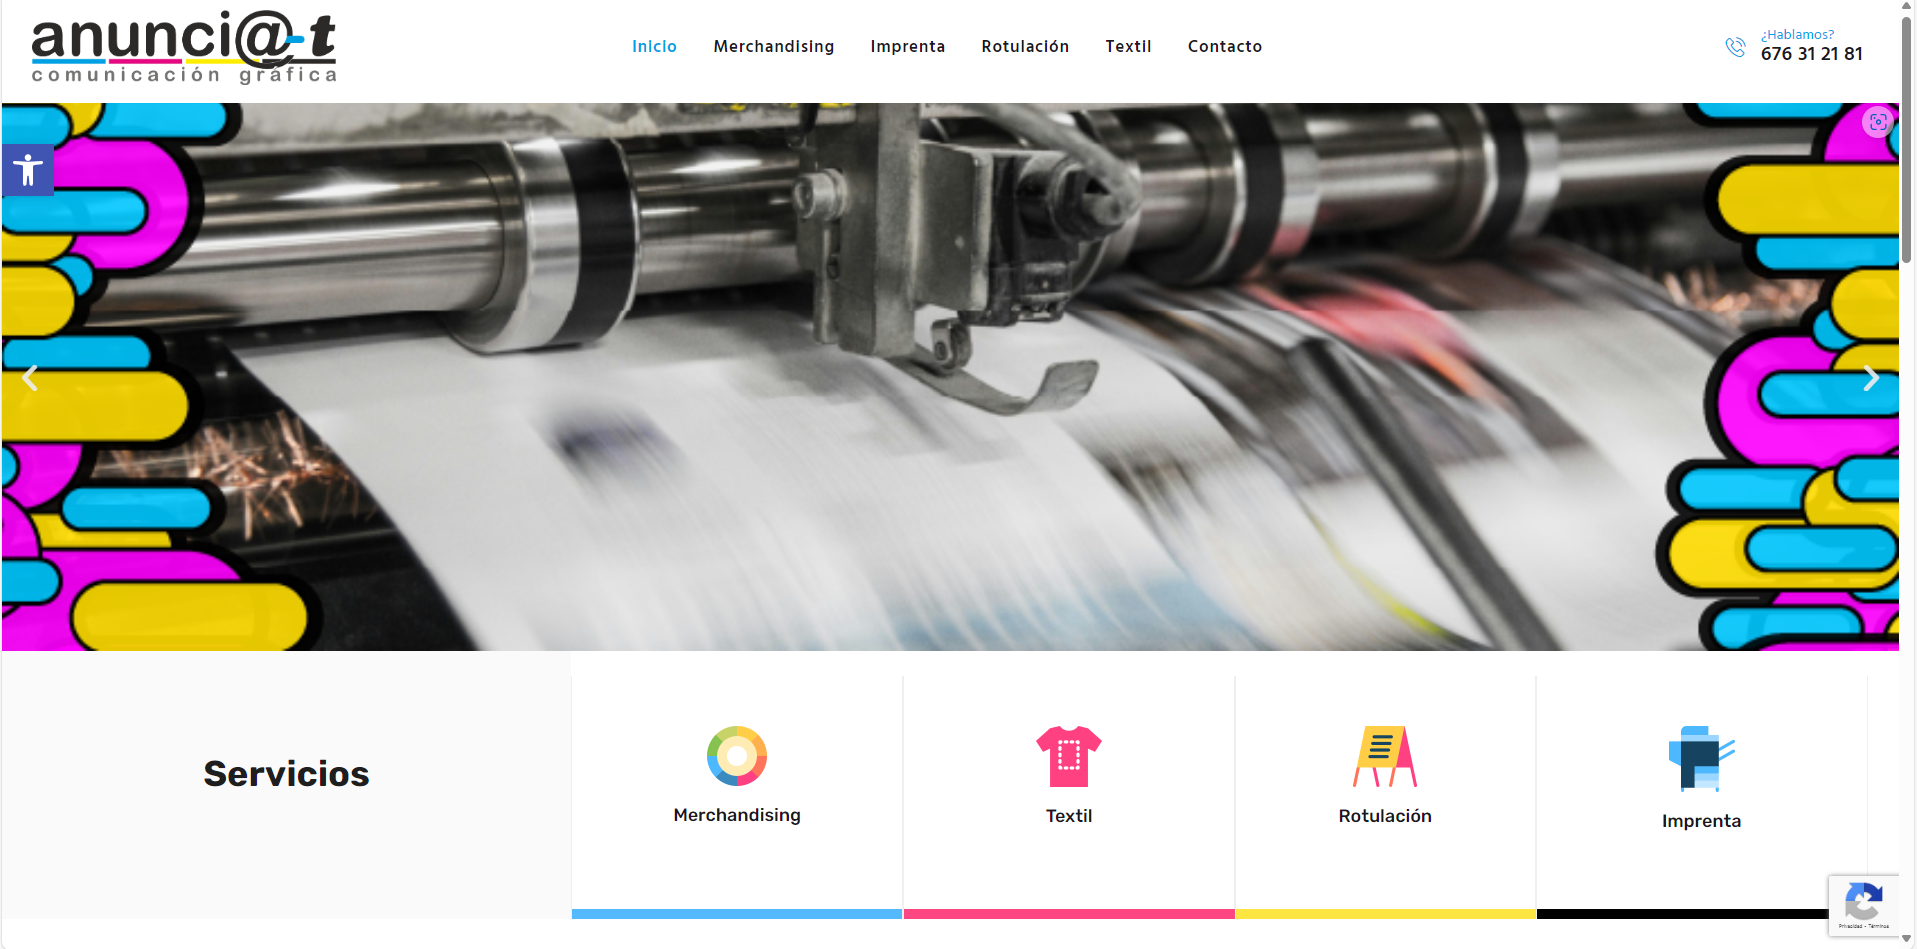 anunci@-t
comunicación gráfica
Inicio
Merchandising
Imprenta
Rotulación
Textil
Contacto
¿Hablamos?
676 31 21 81
Servicios
Merchandising
Textil
Rotulación
Imprenta
Privacidad - Términos